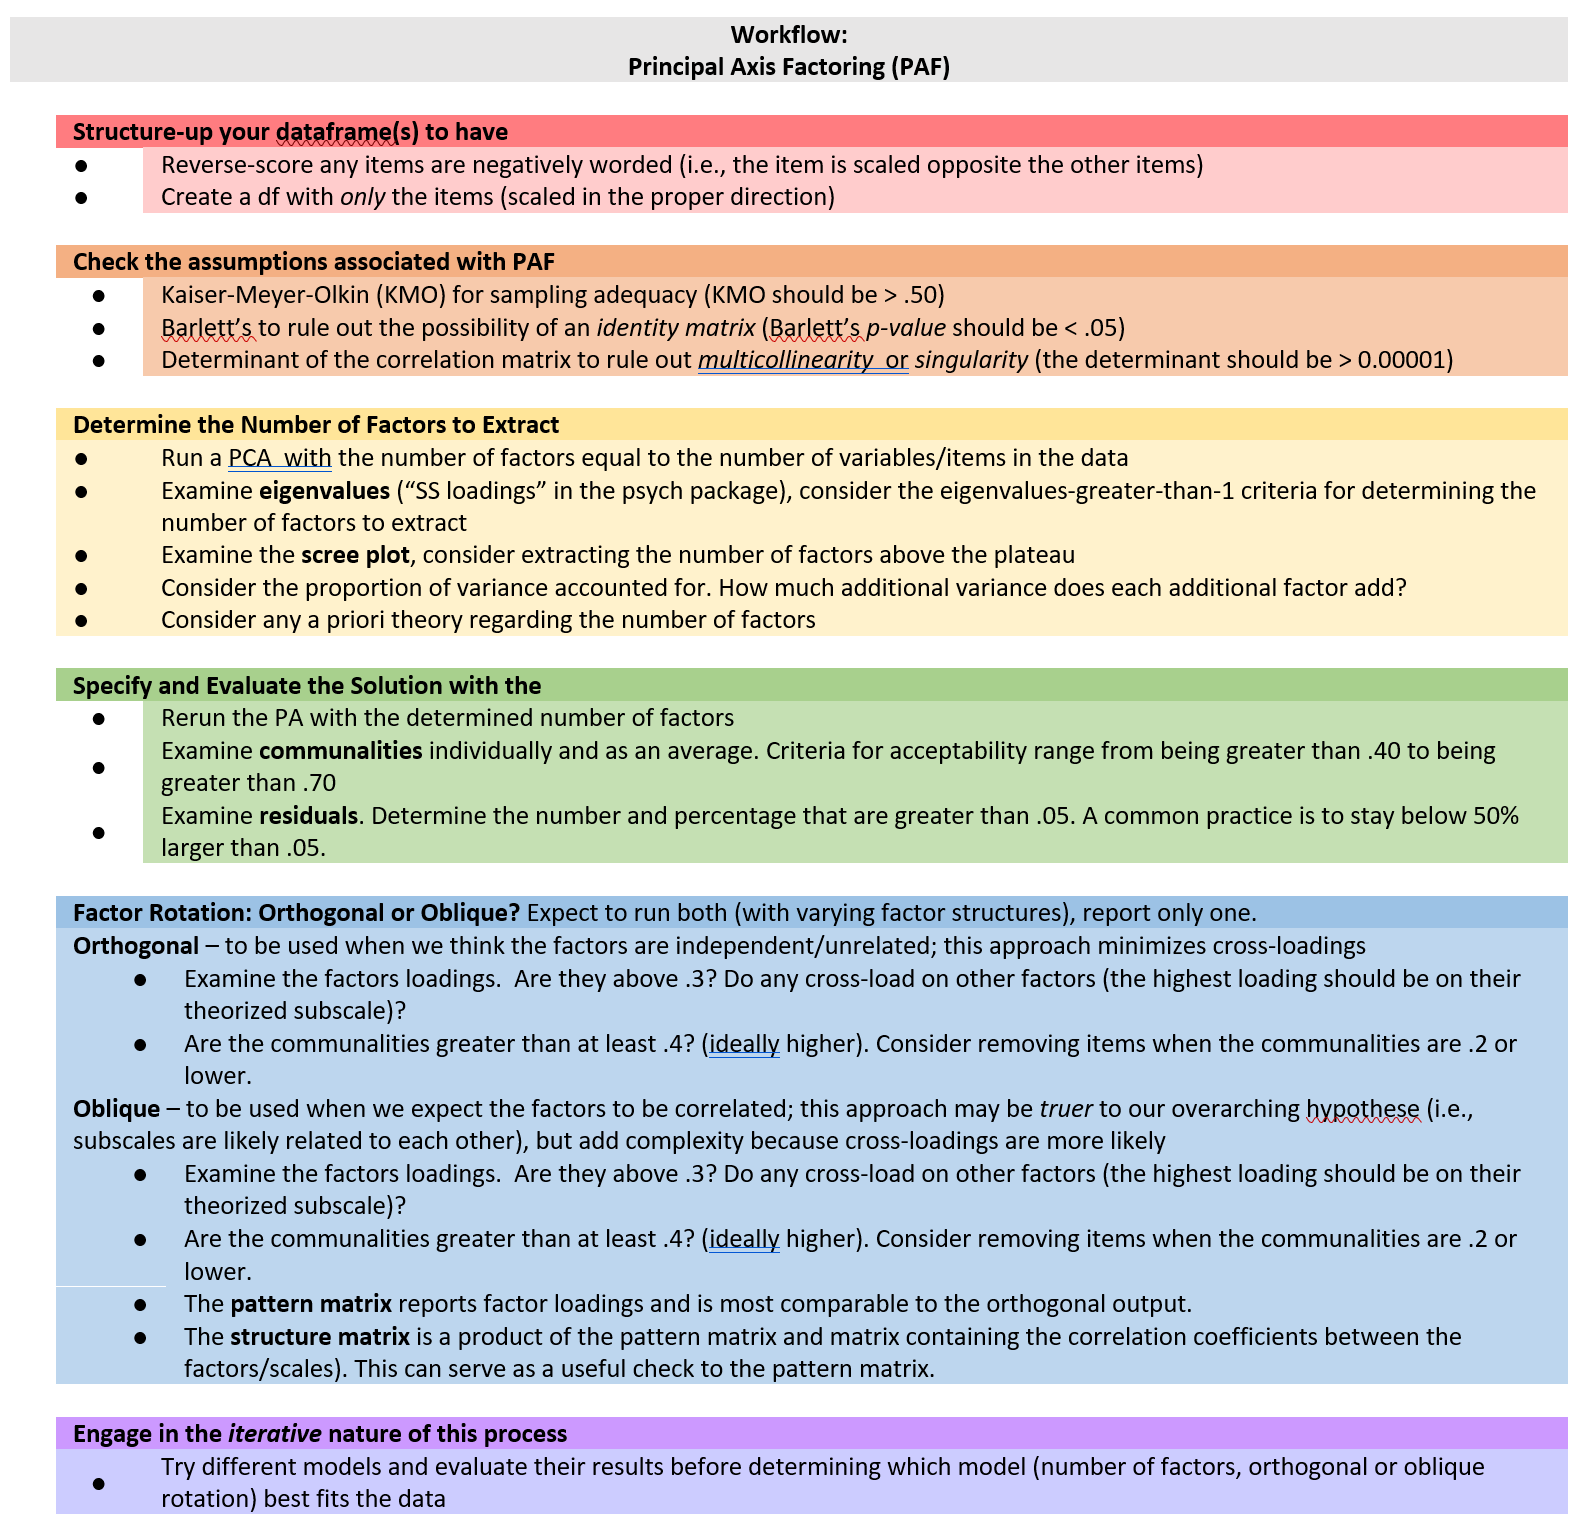 Workflow:
Principal Axis Factoring (PAF)
Structure-up your dataframe(s) to have
● Reverse-score any items are negatively worded (i.e., the item is scaled opposite the other items)
● Create a df with only the items (scaled in the proper direction)
Check the assumptions associated with PAF
● Kaiser-Meyer-Olkin (KMO) for sampling adequacy (KMO should be > .50)
● Barlett’s to rule out the possibility of an identity matrix (Barlett’s p-value should be < .05)
● Determinant of the correlation matrix to rule out multicollinearity  or singularity (the determinant should be > 0.00001)
Determine the Number of Factors to Extract
● Run a PCA  with the number of factors equal to the number of variables/items in the data
● Examine eigenvalues (“SS loadings” in the psych package), consider the eigenvalues-greater-than-1 criteria for determining the
number of factors to extract
● Examine the scree plot, consider extracting the number of factors above the plateau
● Consider the proportion of variance accounted for. How much additional variance does each additional factor add?
● Consider any a priori theory regarding the number of factors
Specify and Evaluate the Solution with the
● Rerun the PA with the determined number of factors
● Examine communalities individually and as an average. Criteria for acceptability range from being greater than .40 to being
greater than .70
● Examine residuals. Determine the number and percentage that are greater than .05. A common practice is to stay below 50%
larger than .05.
Factor Rotation: Orthogonal or Oblique? Expect to run both (with varying factor structures), report only one.
Orthogonal – to be used when we think the factors are independent/unrelated; this approach minimizes cross-loadings
● Examine the factors loadings.  Are they above .3? Do any cross-load on other factors (the highest loading should be on their
theorized subscale)?
● Are the communalities greater than at least .4? (ideally higher). Consider removing items when the communalities are .2 or
lower.
Oblique – to be used when we expect the factors to be correlated; this approach may be truer to our overarching hypothese (i.e.,
subscales are likely related to each other), but add complexity because cross-loadings are more likely
● Examine the factors loadings.  Are they above .3? Do any cross-load on other factors (the highest loading should be on their
theorized subscale)?
● Are the communalities greater than at least .4? (ideally higher). Consider removing items when the communalities are .2 or
lower.
● The pattern matrix reports factor loadings and is most comparable to the orthogonal output.
● The structure matrix is a product of the pattern matrix and matrix containing the correlation coefficients between the
factors/scales). This can serve as a useful check to the pattern matrix.
Engage in the iterative nature of this process
● Try different models and evaluate their results before determining which model (number of factors, orthogonal or oblique
rotation) best fits the data